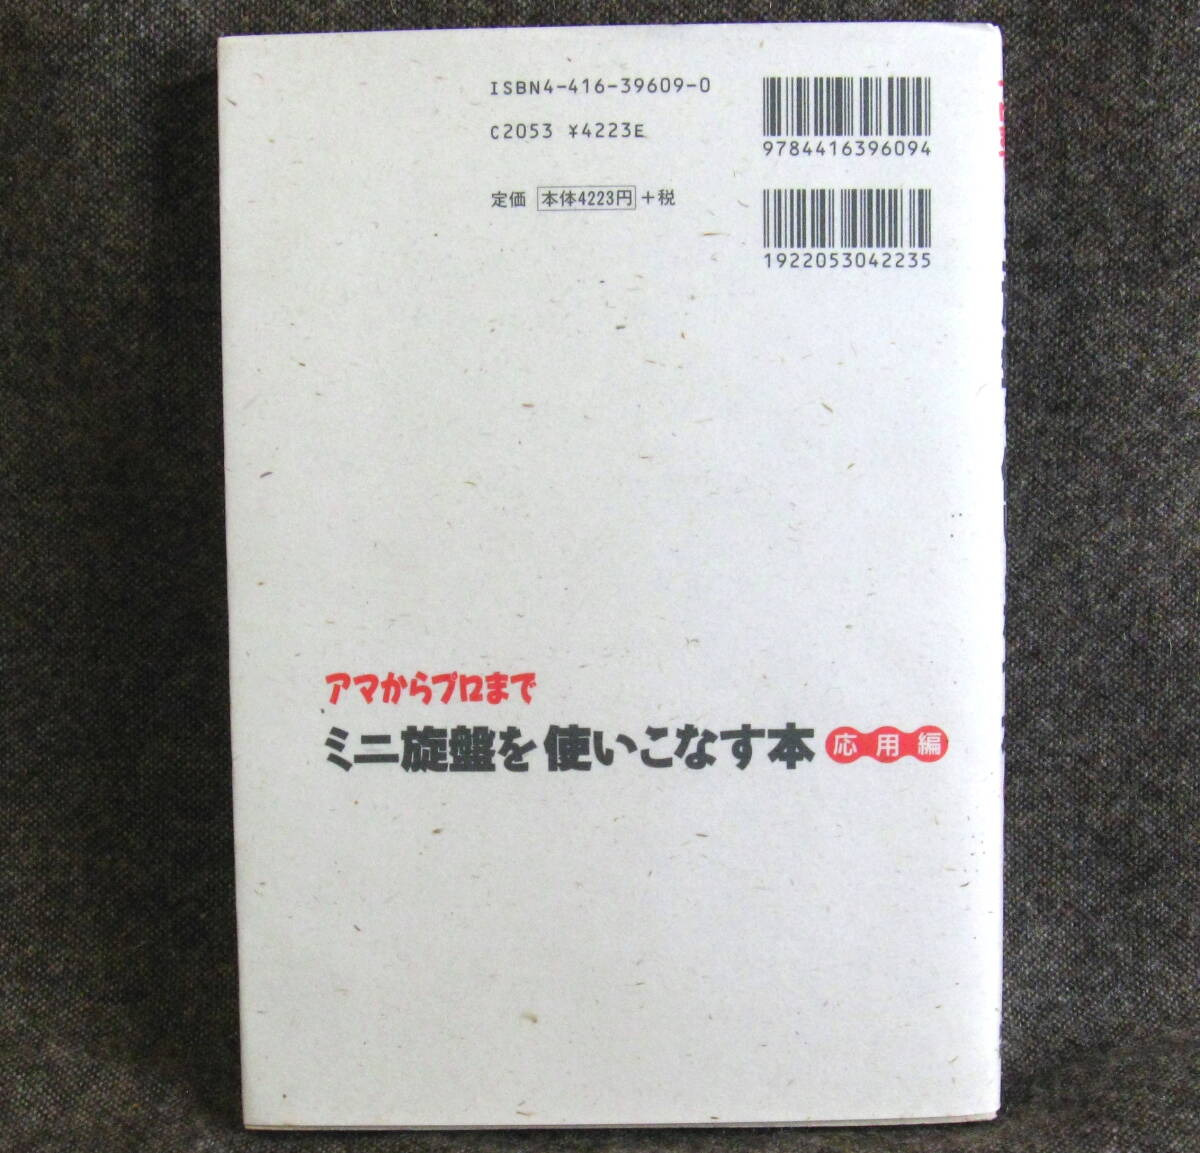 ISBN4-416-39609-0
C2053 ¥4223E
9784416396094
定価 本体4223円+税
1922053042235
アマからプロまで
ミニ旋盤を使いこなす本 応用編